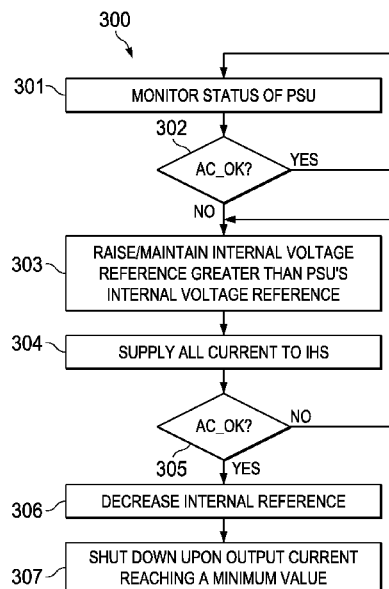 300
301
MONITOR STATUS OF PSU
302
AC_OK?
YES
NO
303
RAISE/MAINTAIN INTERNAL VOLTAGE
REFERENCE GREATER THAN PSU'S
INTERNAL VOLTAGE REFERENCE
304
SUPPLY ALL CURRENT TO IHS
AC_OK?
NO
305
YES
306
DECREASE INTERNAL REFERENCE
307
SHUT DOWN UPON OUTPUT CURRENT
REACHING A MINIMUM VALUE